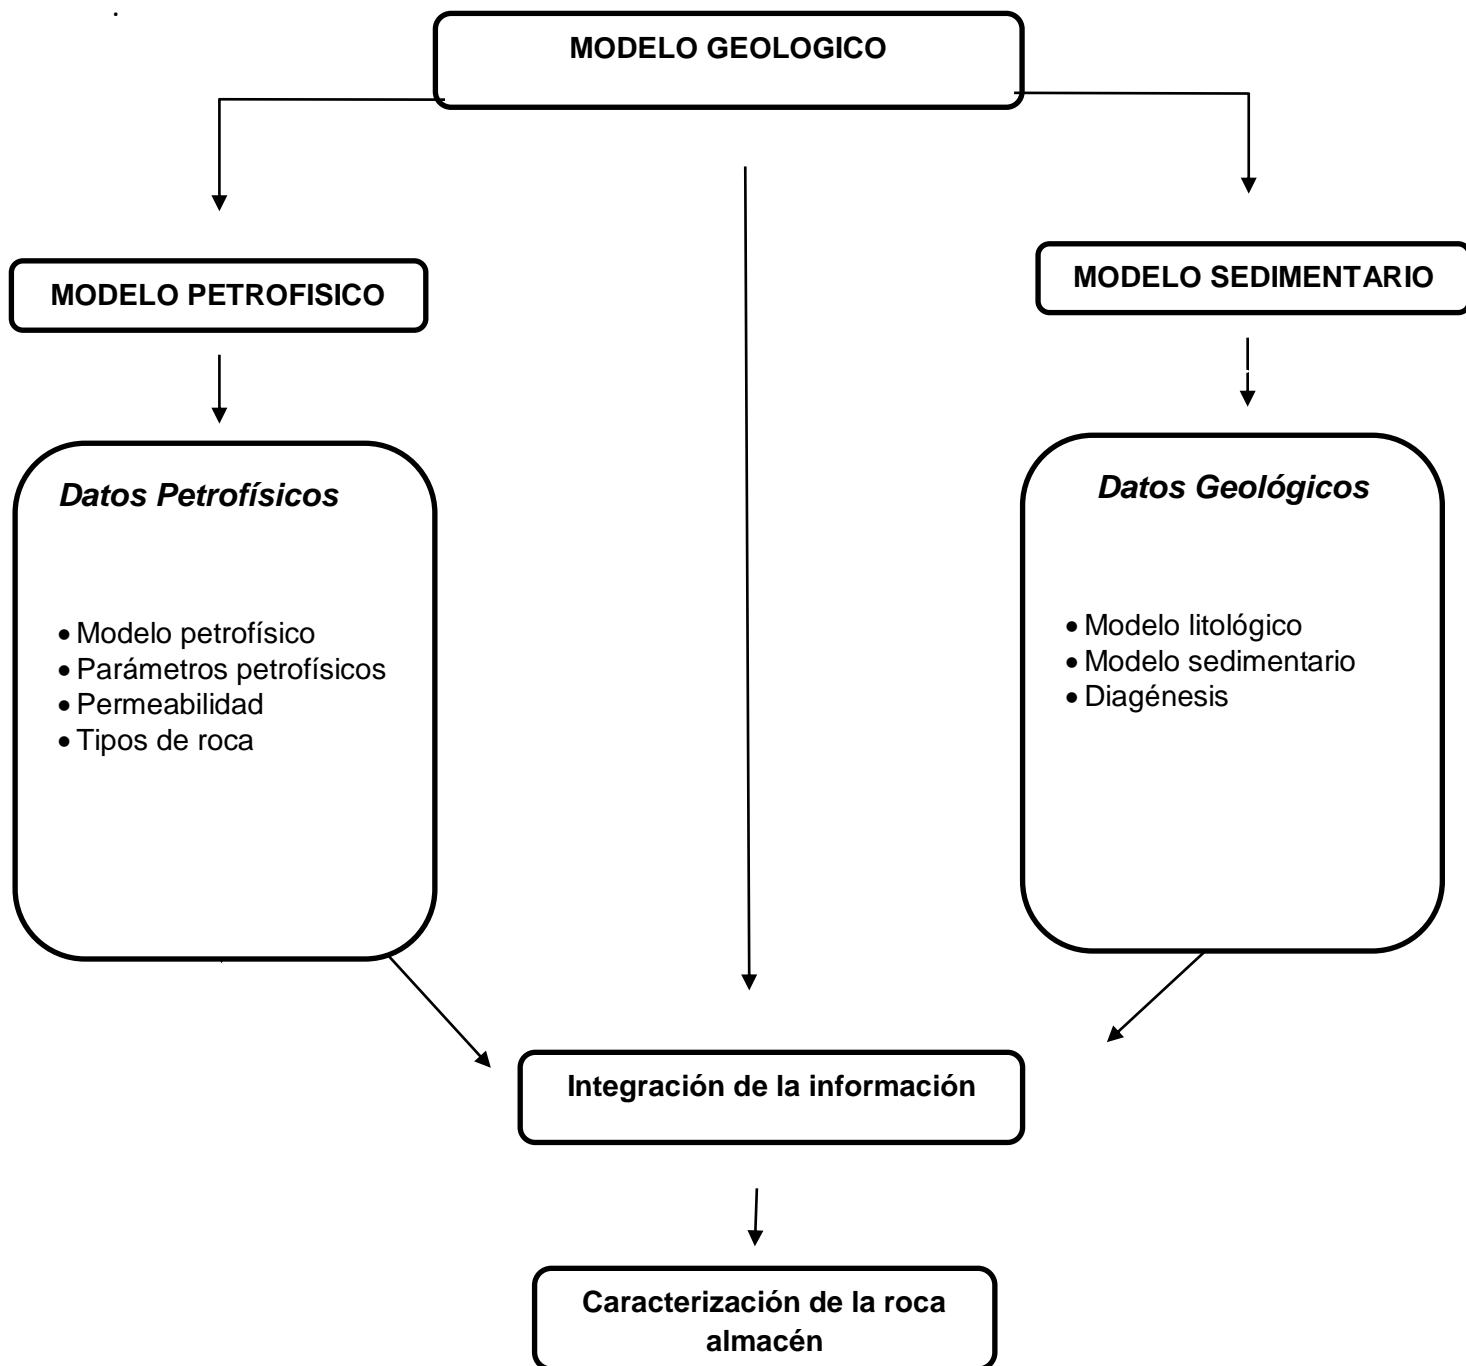 MODELO GEOLOGICO
MODELO PETROFISICO
MODELO SEDIMENTARIO
Datos Petrofísicos
• Modelo petrofísico
• Parámetros petrofísicos
• Permeabilidad
• Tipos de roca
Datos Geológicos
• Modelo litológico
• Modelo sedimentario
• Diagénesis
Integración de la información
Caracterización de la roca
almacén